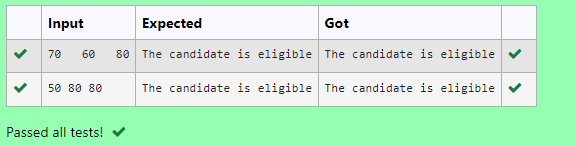 Input Expected Got
70   60   80 The candidate is eligible The candidate is eligible
50 80 80 The candidate is eligible The candidate is eligible
Passed all tests!